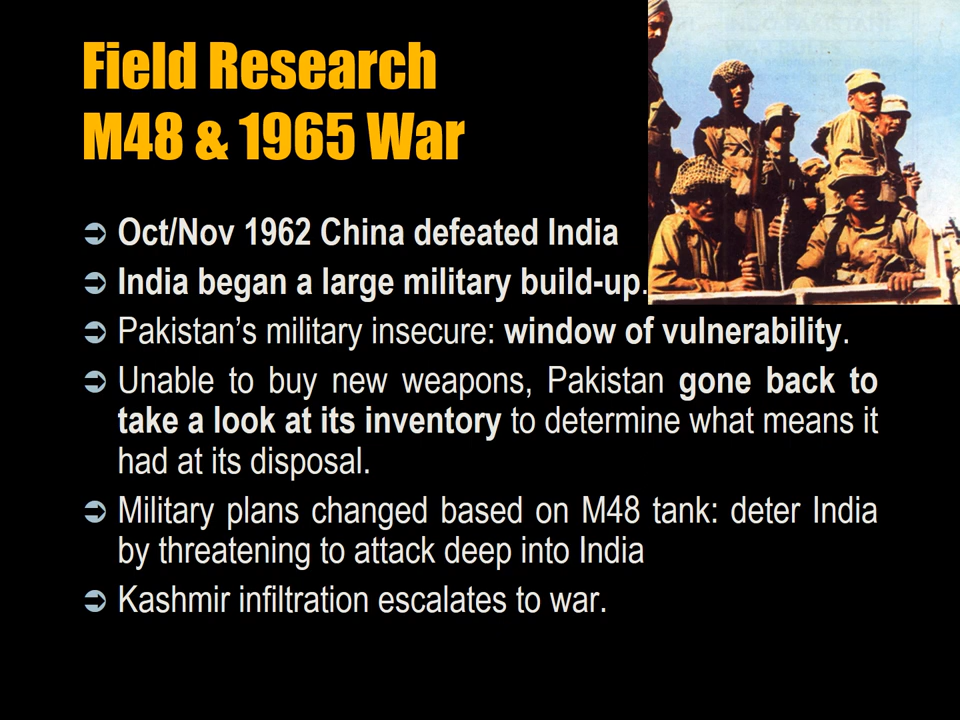 Field Research
M48 & 1965 War
➲ Oct/Nov 1962 China defeated India
➲ India began a large military build-up.
➲ Pakistan’s military insecure: window of vulnerability.
➲ Unable to buy new weapons, Pakistan gone back to
take a look at its inventory to determine what means it
had at its disposal.
➲ Military plans changed based on M48 tank: deter India
by threatening to attack deep into India
➲ Kashmir infiltration escalates to war.